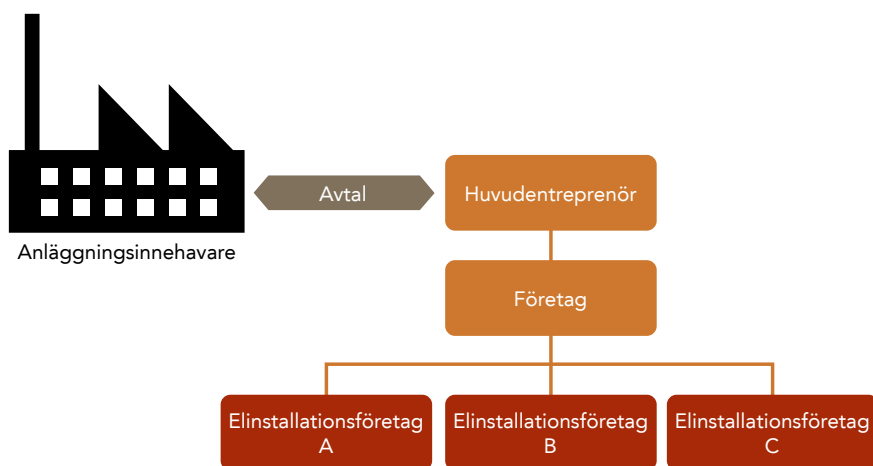 Avtal
Huvudentreprenör
Anläggningsinnehavare
Företag
Elinstallationsföretag
A
Elinstallationsföretag
B
Elinstallationsföretag
C